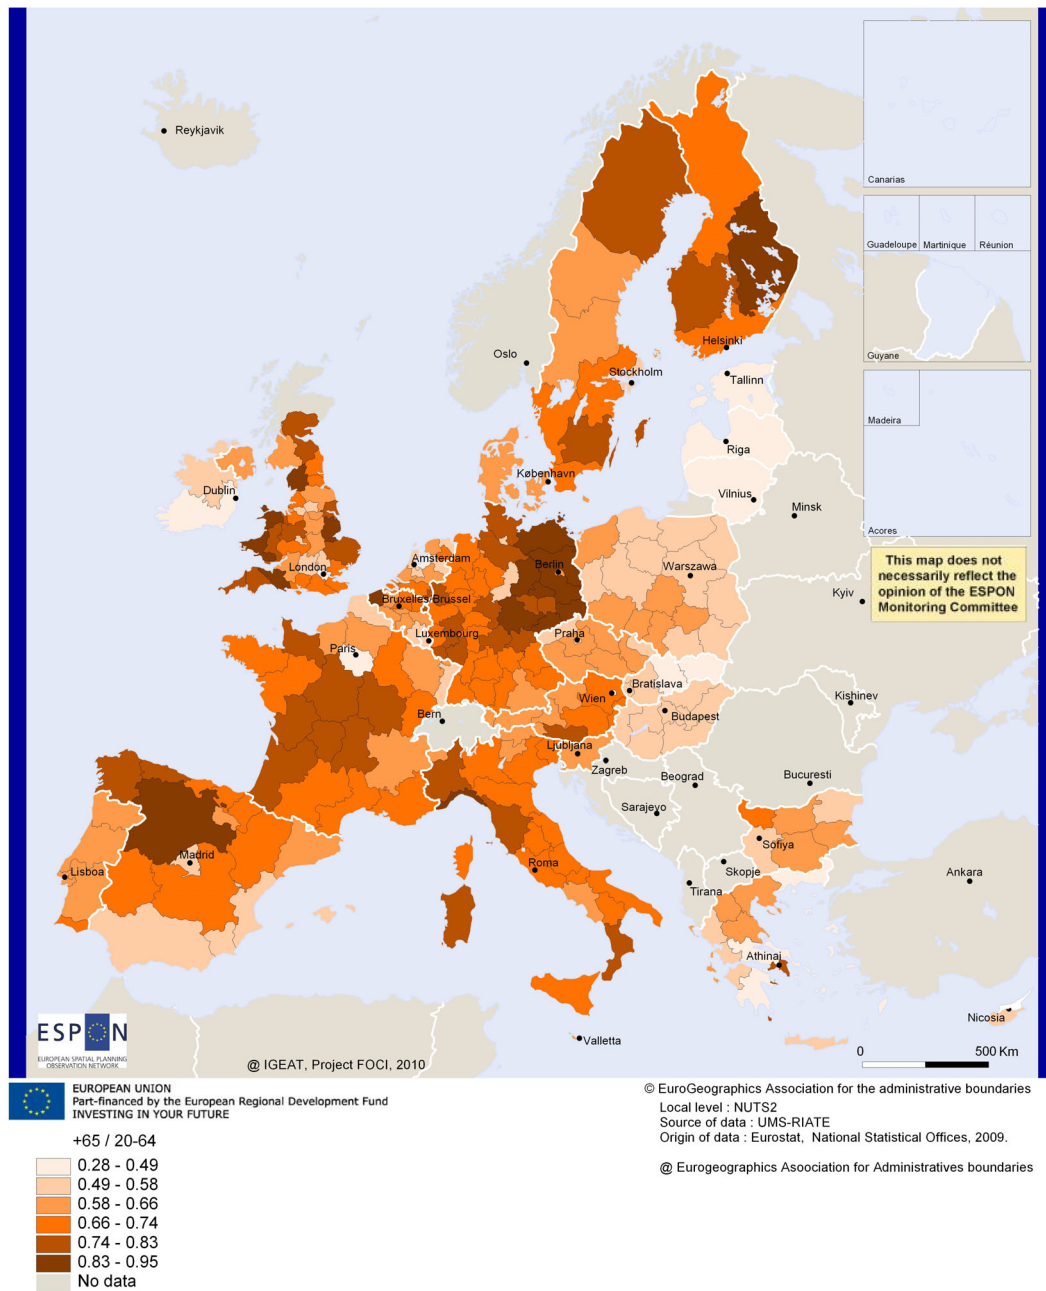 Reykjavik
Canarias
Guadeloupe
Martinique
Réunion
Guyane
Oslo
Helsinki
Stockholm
Tallinn
Madeira
Riga
København
Dublin
Vilnius
Minsk
Acores
London
Amsterdam
Berlin
Warszawa
This map does not
necessarily reflect the
opinion of the ESPON
Monitoring Committee
Kyiv
Bruxelles/Brussel
Luxembourg
Praha
Paris
Bratislava
Wien
Kishinev
Bern
Budapest
Ljubljana
Zagreb
Beograd
Bucuresti
Sarajevo
Sofiya
Madrid
Roma
Skopje
Lisboa
Tirana
Ankara
Athinai
Nicosia
Valletta
ESPON
EUROPEAN SPATIAL PLANNING
OBSERVATION NETWORK
@ IGEAT, Project FOCI, 2010
0 500 Km
EUROPEAN UNION
Part-financed by the European Regional Development Fund
INVESTING IN YOUR FUTURE
© EuroGeographics Association for the administrative boundaries
Local level : NUTS2
Source of data : UMS-RIATE
Origin of data : Eurostat, National Statistical Offices, 2009.
@ Eurogeographics Asoociation for Administratives boundaries
+65 / 20-64
0.28 - 0.49
0.49 - 0.58
0.58 - 0.66
0.66 - 0.74
0.74 - 0.83
0.83 - 0.95
No data